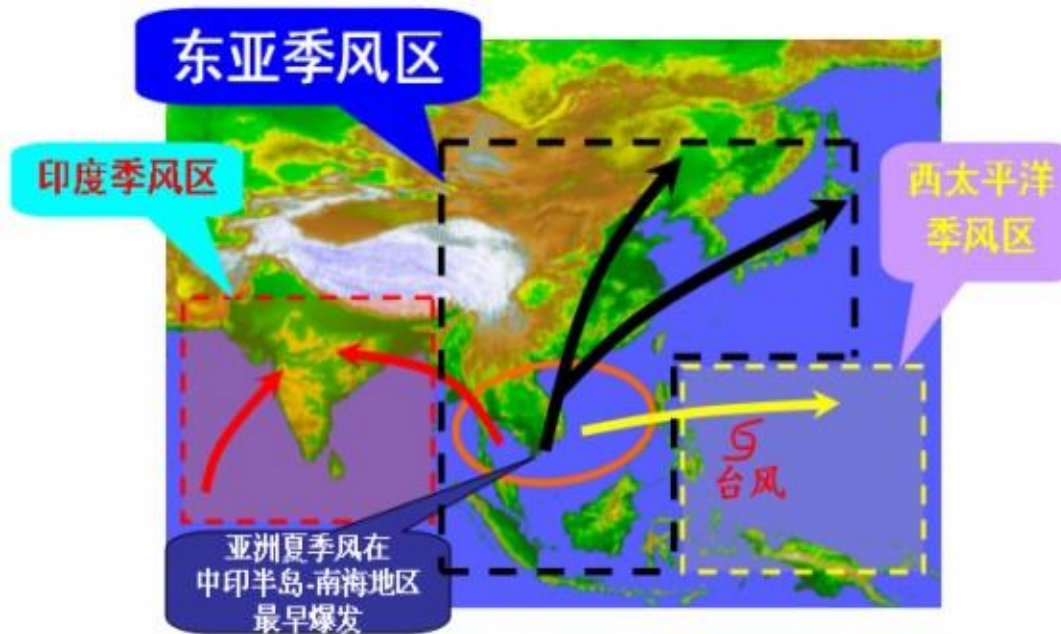 东亚季风区
印度季风区
西太平洋
季风区
台风
亚洲夏季风在
中印半岛-南海地区
最早爆发